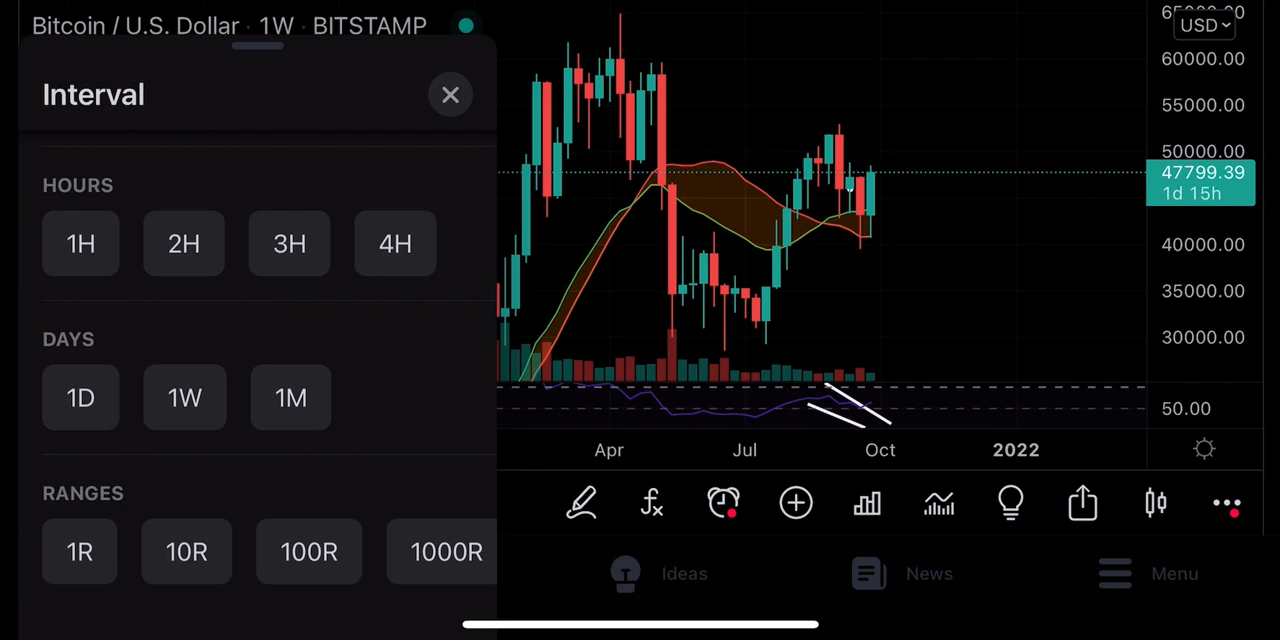 Bitcoin / U.S. Dollar · 1W · BITSTAMP
Interval
HOURS
1H 2H 3H 4H
DAYS
1D 1W 1M
RANGES
1R 10R 100R 1000R
USD
60000.00
55000.00
50000.00
47799.39
1d 15h
40000.00
35000.00
30000.00
50.00
Apr Jul Oct 2022
Ideas News Menu